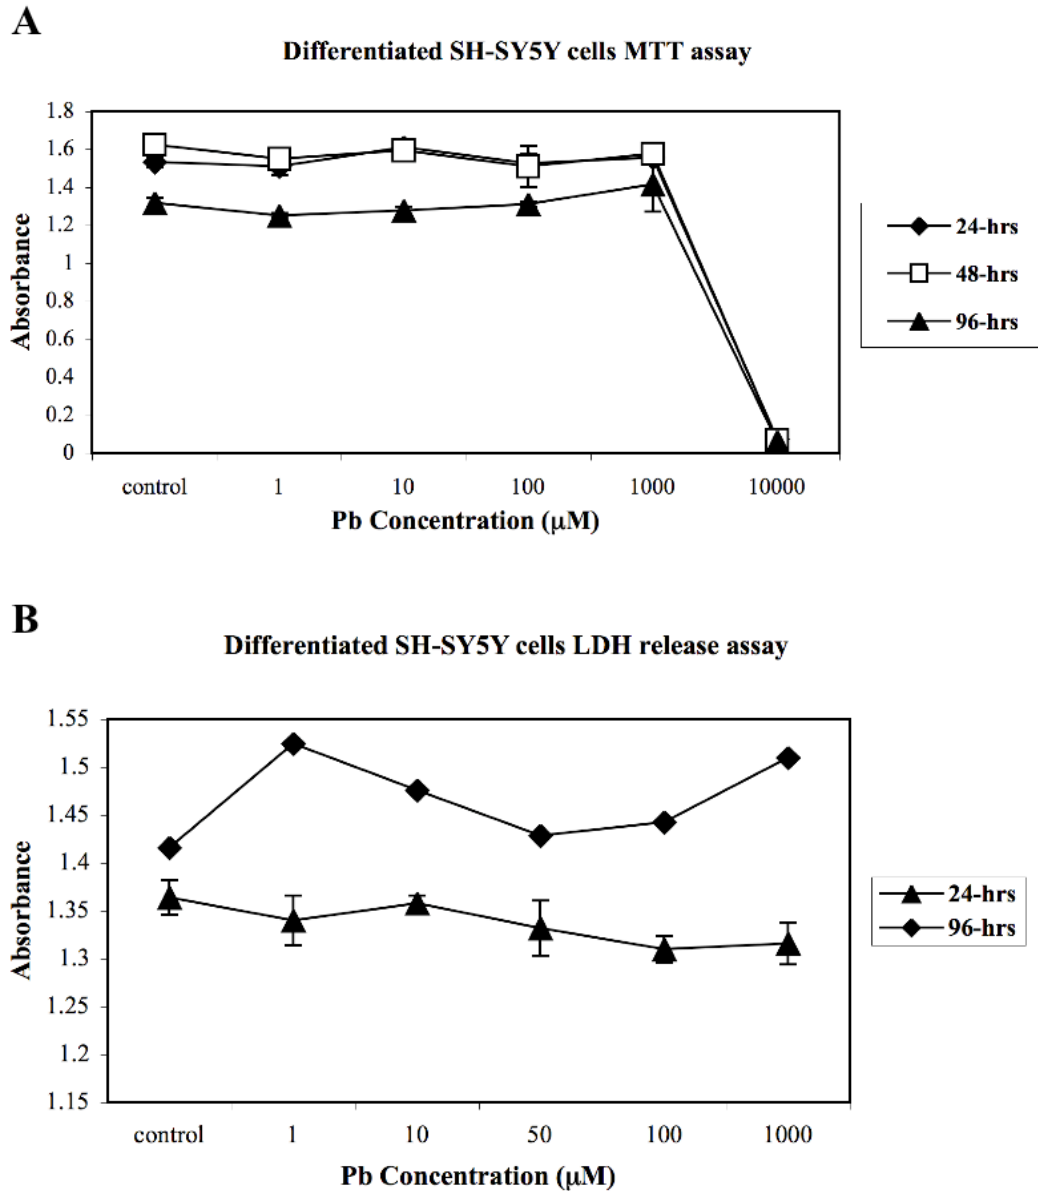 A
Differentiated SH-SY5Y cells MTT assay
1.8
1.6
1.4
1.2
1
0.8
0.6
0.4
0.2
0
Absorbance
control 1 10 100 1000 10000
Pb Concentration (μM)
24-hrs
48-hrs
96-hrs
B
Differentiated SH-SY5Y cells LDH release assay
1.55
1.5
1.45
1.4
1.35
1.3
1.25
1.2
1.15
Absorbance
control 1 10 50 100 1000
Pb Concentration (μM)
24-hrs
96-hrs